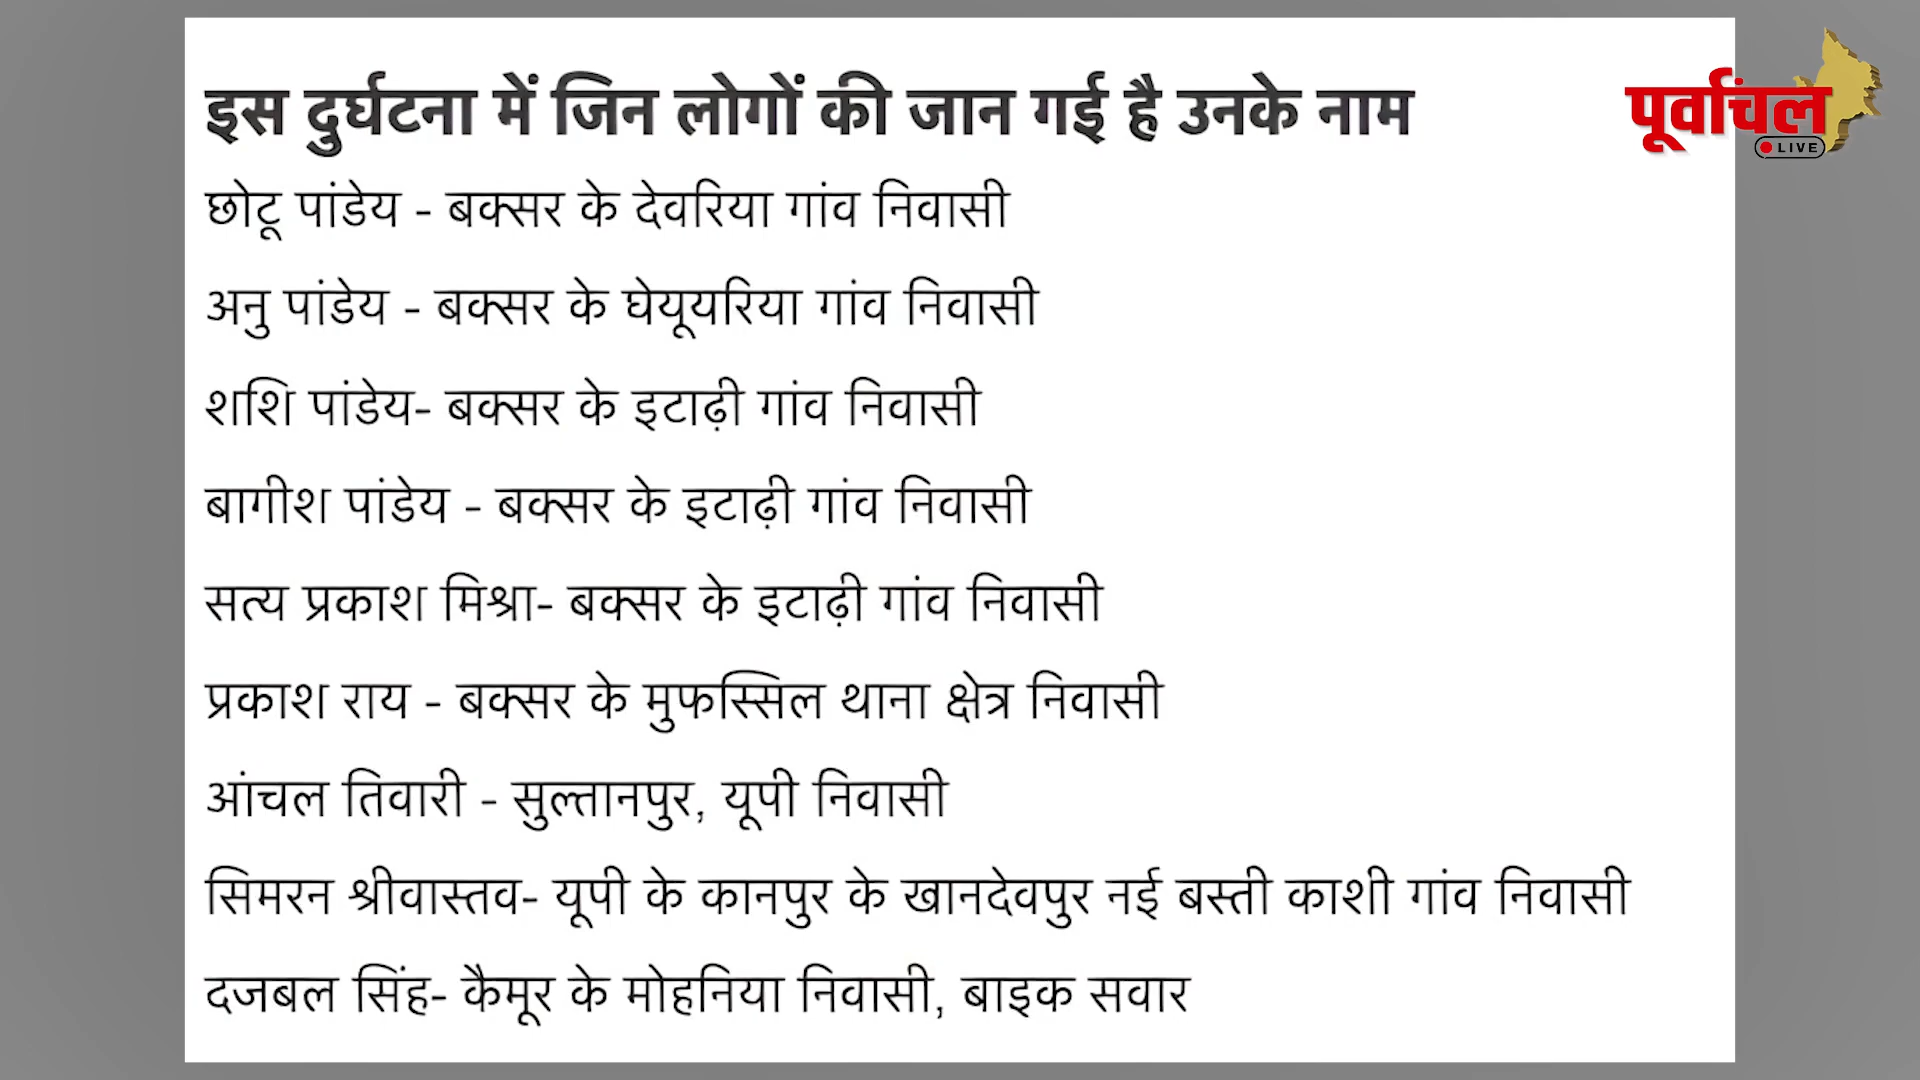 इस दुर्घटना में जिन लोगों की जान गई है उनके नाम
पूर्वांचल
LIVE
छोटू पांडेय - बक्सर के देवरिया गांव निवासी
अनु पांडेय - बक्सर के घेयूयरिया गांव निवासी
शशि पांडेय- बक्सर के इटाढ़ी गांव निवासी
बागीश पांडेय - बक्सर के इटाढ़ी गांव निवासी
सत्य प्रकाश मिश्रा- बक्सर के इटाढ़ी गांव निवासी
प्रकाश राय - बक्सर के मुफस्सिल थाना क्षेत्र निवासी
आंचल तिवारी - सुल्तानपुर, यूपी निवासी
सिमरन श्रीवास्तव- यूपी के कानपुर के खानदेवपुर नई बस्ती काशी गांव निवासी
दजबल सिंह- कैमूर के मोहनिया निवासी, बाइक सवार